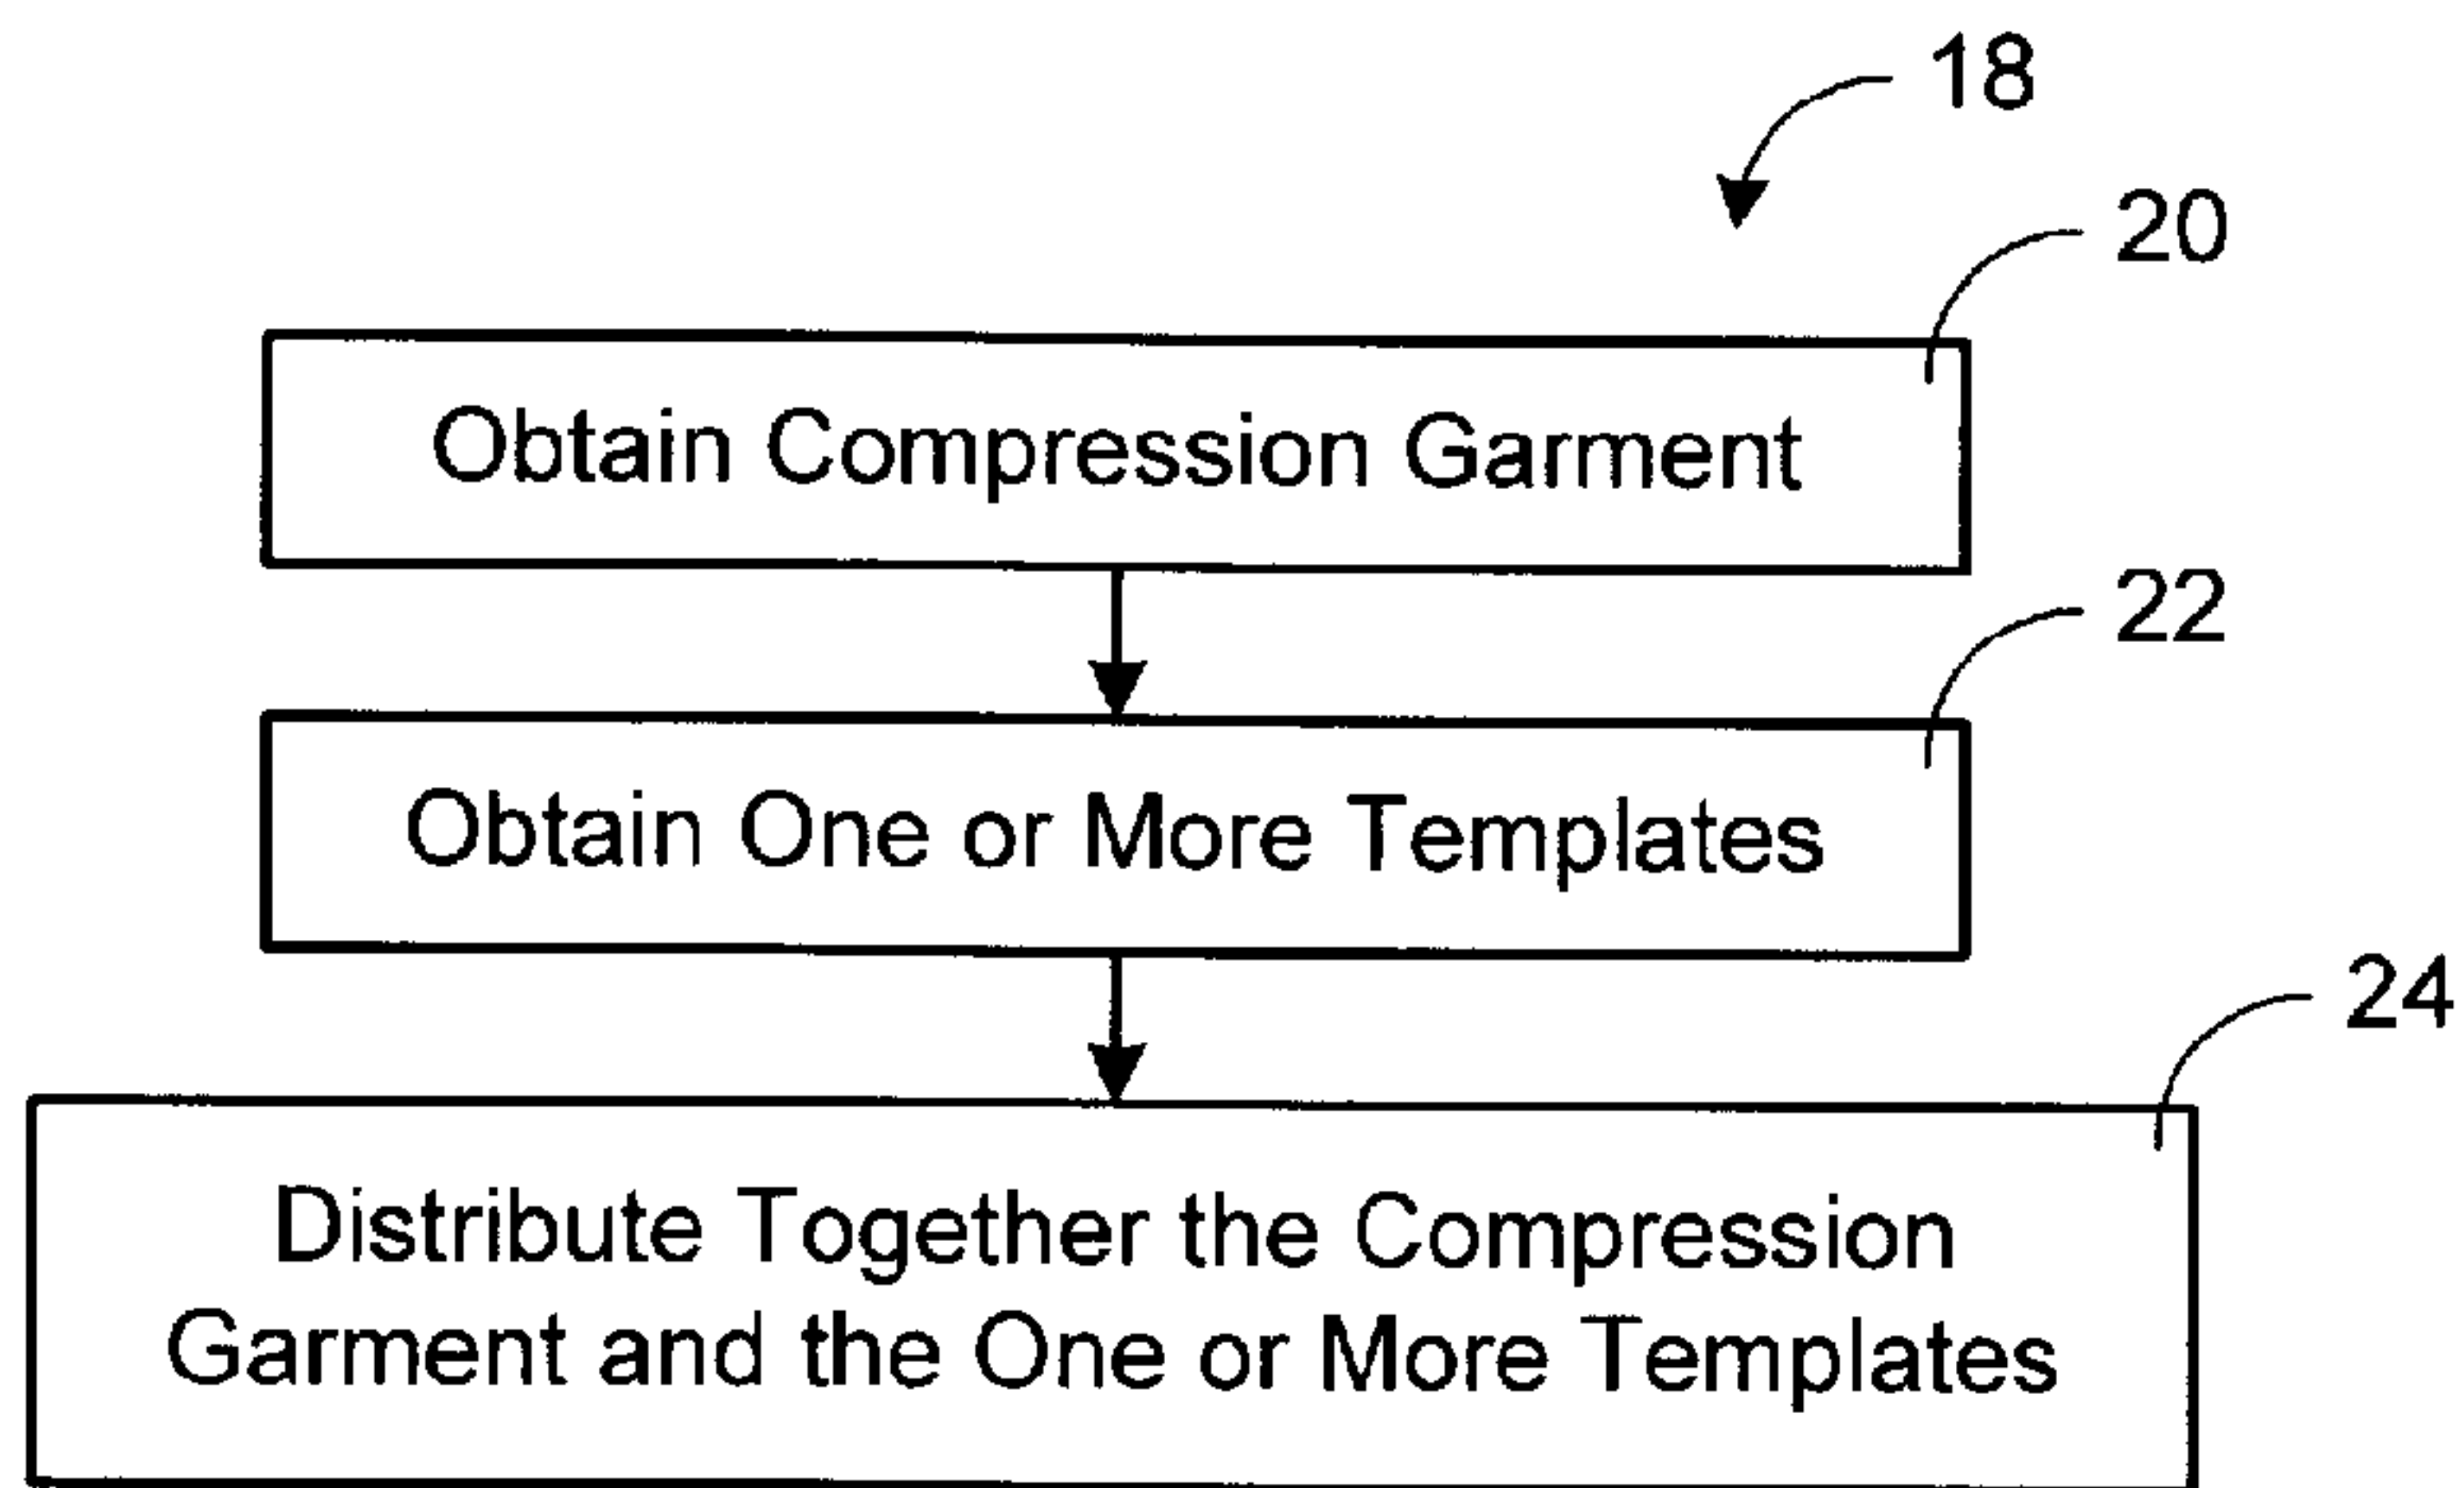 18
20
Obtain Compression Garment
22
Obtain One or More Templates
24
Distribute Together the Compression
Garment and the One or More Templates